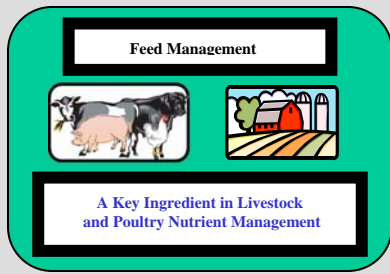 Feed Management
A Key Ingredient in Livestock
and Poultry Nutrient Management